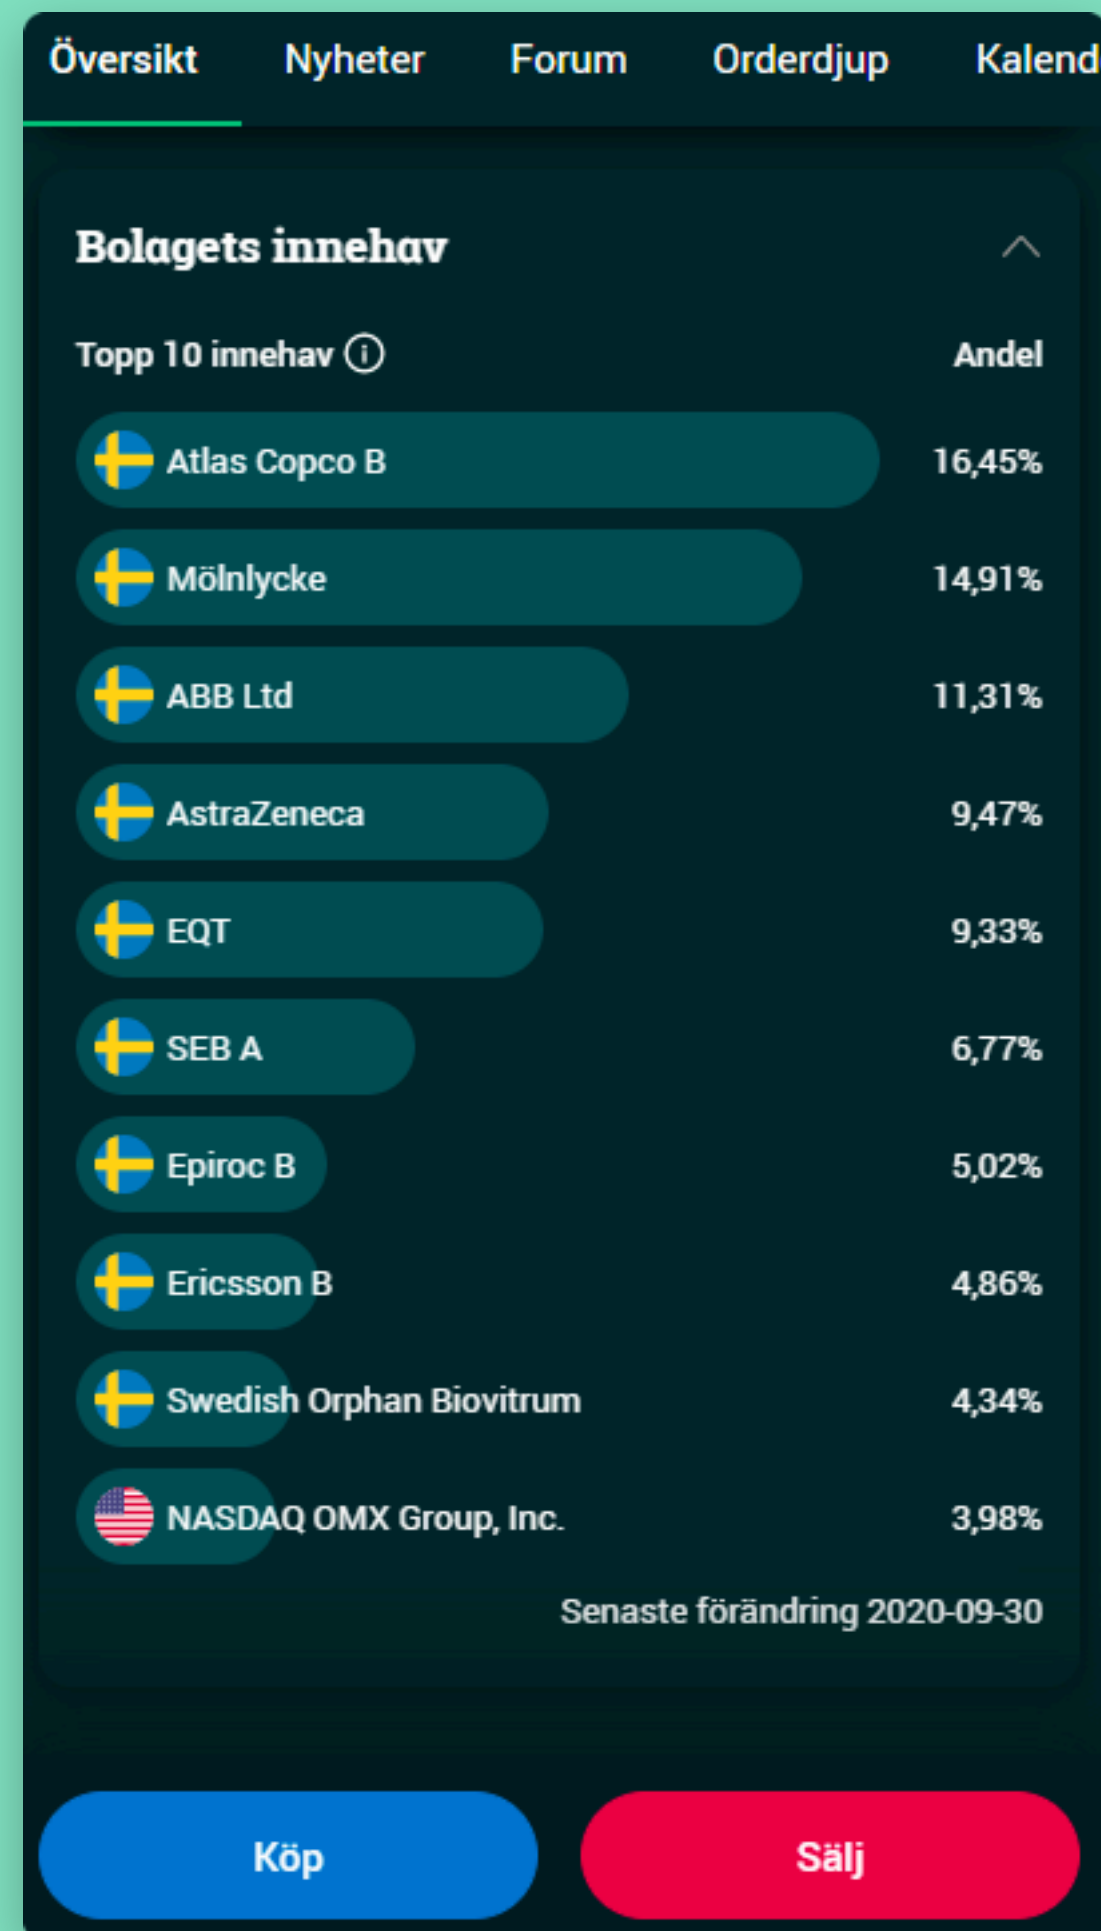 Översikt Nyheter Forum Orderdjup Kalend
Bolagets innehav
Topp 10 innehav Andel
Atlas Copco B 16,45%
Mölnlycke 14,91%
ABB Ltd 11,31%
AstraZeneca 9,47%
EQT 9,33%
SEB A 6,77%
Epiroc B 5,02%
Ericsson B 4,86%
Swedish Orphan Biovitrum 4,34%
NASDAQ OMX Group, Inc. 3,98%
Senaste förändring 2020-09-30
Köp Sälj